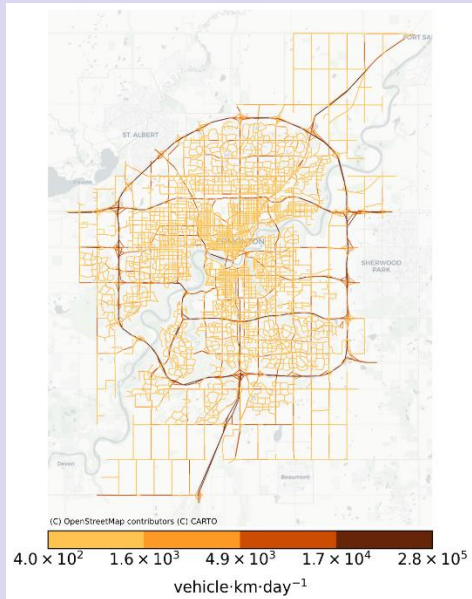 FORT SA
ST. ALBERT
EDMONTON
SHERWOOD
PARK
Devon
Beaumont
(C) OpenStreetMap contributors (C) CARTO
4.0 × 10² 1.6 × 10³ 4.9 × 10³ 1.7 × 10⁴ 2.8 × 10⁵
vehicle·km·day⁻¹